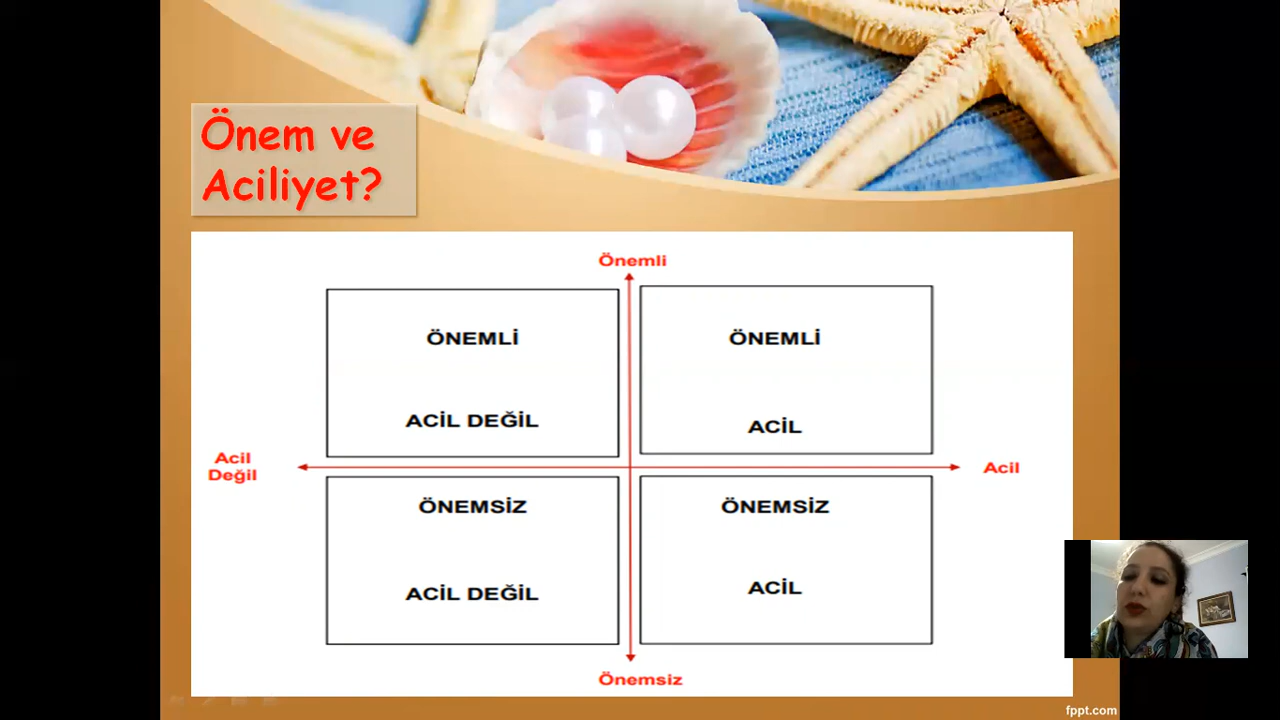 Önem ve
Aciliyet?
Önemli
ÖNEMLİ
ÖNEMLİ
ACİL DEĞİL
ACİL
Acil
Değil
Acil
ÖNEMSİZ
ÖNEMSİZ
ACİL DEĞİL
ACİL
Önemsiz
fppt.com